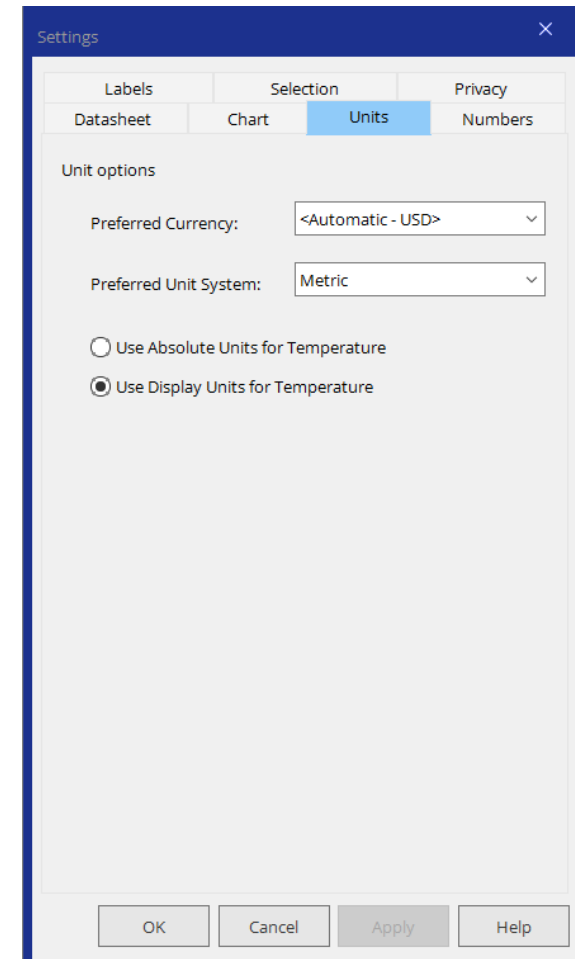 Settings
Labels Selection Privacy
Datasheet Chart Units Numbers
Unit options
Preferred Currency: <Automatic - USD>
Preferred Unit System: Metric
Use Absolute Units for Temperature
Use Display Units for Temperature
OK Cancel Apply Help